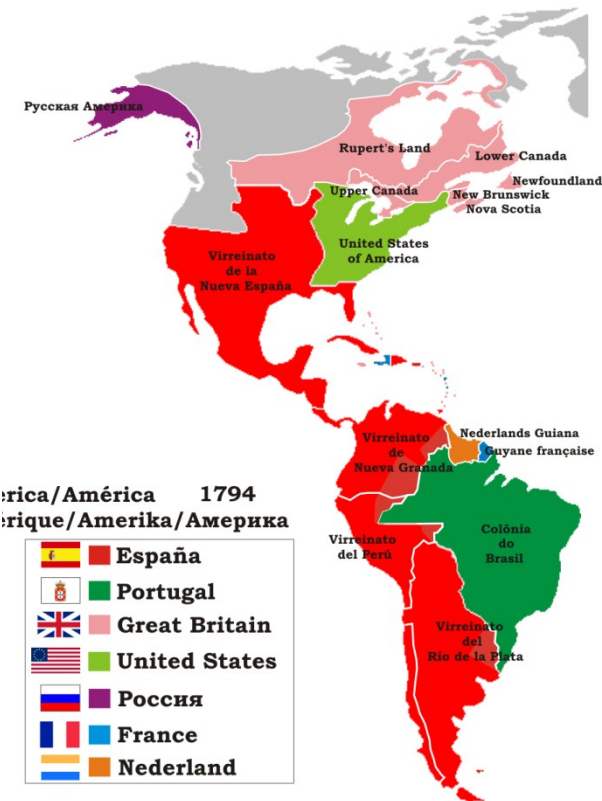 Русская Америка
Rupert's Land
Lower Canada
Upper Canada
Newfoundland
New Brunswick
Nova Scotia
United States
of America
Virreinato
de la
Nueva España
Nederlands Guiana
Guyane française
Virreinato
de
Nueva Granada
Virreinato
del Perú
Colônia
do
Brasil
Virreinato
del
Rio de la Plata
erica/América 1794
érique/Amerika/Америка
España
Portugal
Great Britain
United States
Россия
France
Nederland